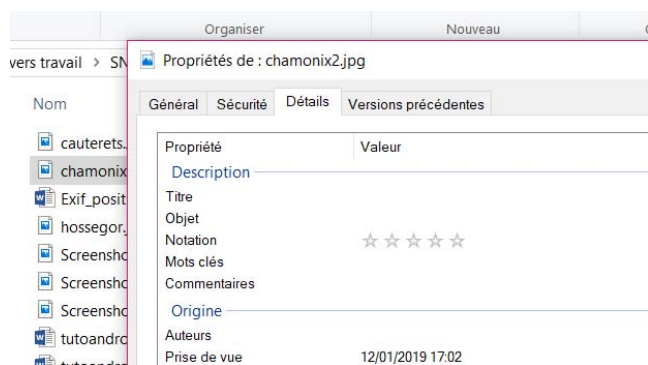 Organiser
Nouveau
vers travail > SN
Propriétés de : chamonix2.jpg
Nom
cauterets.
chamonix
Exif_posit
hossegor.
Screensho
Screensho
Screensho
tutoandro
Général
Sécurité
Détails
Versions précédentes
Propriété
Valeur
Description
Titre
Objet
Notation
Mots clés
Commentaires
Origine
Auteurs
Prise de vue
12/01/2019 17:02